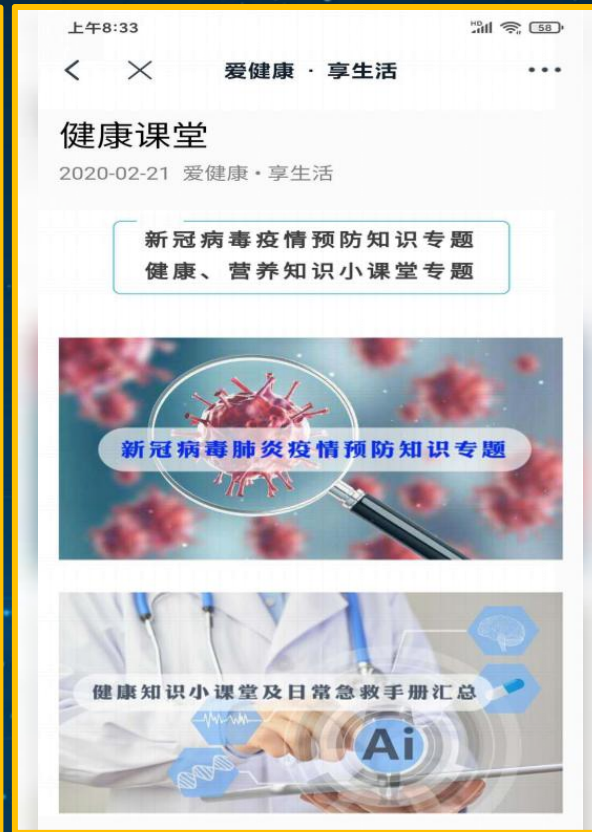 上午8:33
HD
58
爱健康 · 享生活
健康课堂
2020-02-21 爱健康·享生活
新冠病毒疫情预防知识专题
健康、营养知识小课堂专题
新冠病毒肺炎疫情预防知识专题
健康知识小课堂及日常急救手册汇总
Ai